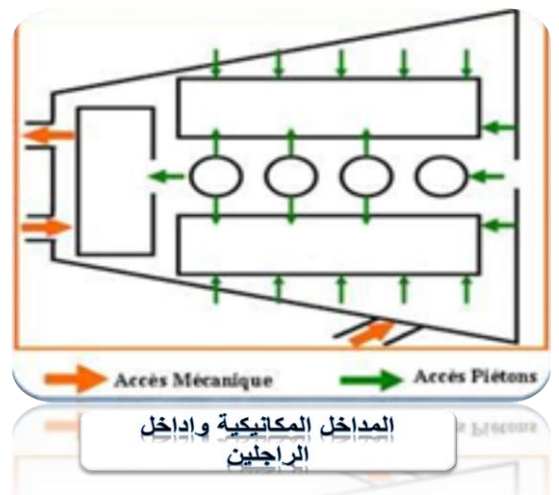 Accès Mécanique
Accès Piétons
المداخل المكانيكية واداخل
الراجلين